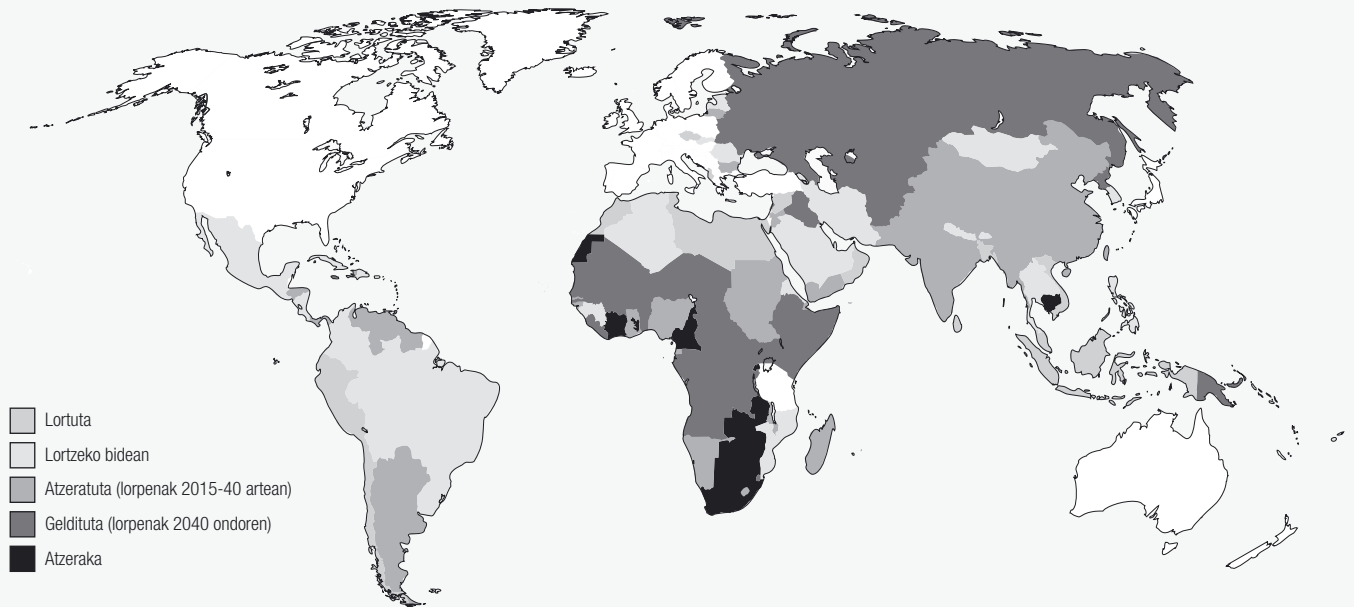 Lortuta
Lortzeko bidean
Atzeratuta (lorpenak 2015-40 artean)
Geldituta (lorpenak 2040 ondoren)
Atzeraka